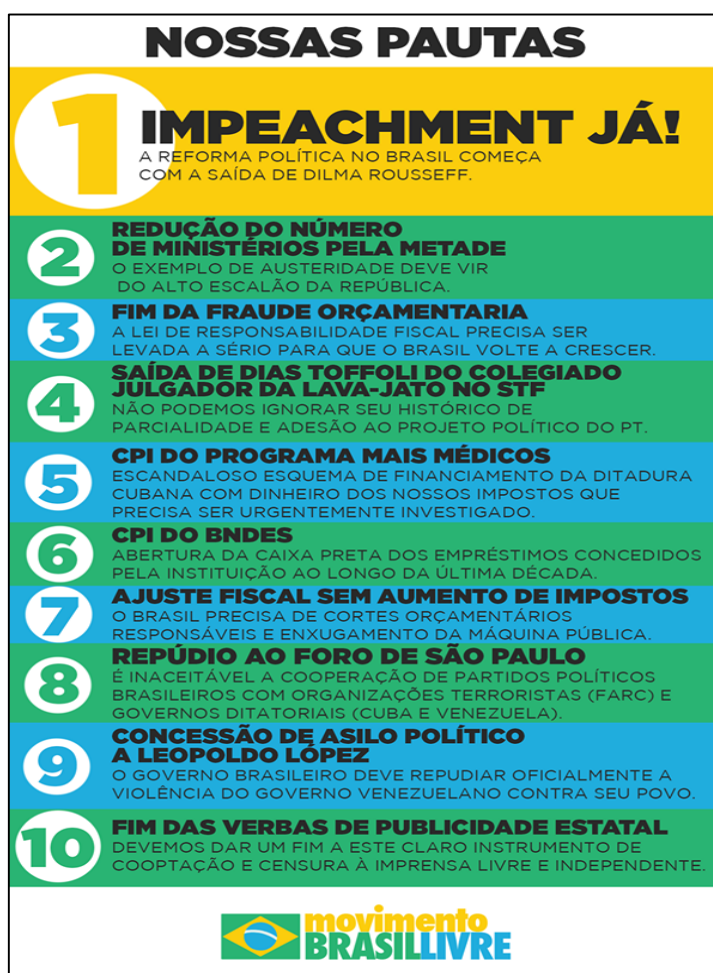 NOSSAS PAUTAS
1
IMPEACHMENT JÁ!
A REFORMA POLÍTICA NO BRASIL COMEÇA
COM A SAÍDA DE DILMA ROUSSEFF.
2
REDUÇÃO DO NÚMERO
DE MINISTÉRIOS PELA METADE
O EXEMPLO DE AUSTERIDADE DEVE VIR
DO ALTO ESCALÃO DA REPÚBLICA.
3
FIM DA FRAUDE ORÇAMENTARIA
A LEI DE RESPONSABILIDADE FISCAL PRECISA SER
LEVADA A SÉRIO PARA QUE O BRASIL VOLTE A CRESCER.
4
SAÍDA DE DIAS TOFFOLI DO COLEGIADO
JULGADOR DA LAVA-JATO NO STF
NÃO PODEMOS IGNORAR SEU HISTÓRICO DE
PARCIALIDADE E ADESÃO AO PROJETO POLÍTICO DO PT.
5
CPI DO PROGRAMA MAIS MÉDICOS
ESCANDALOSO ESQUEMA DE FINANCIAMENTO DA DITADURA
CUBANA COM DINHEIRO DOS NOSSOS IMPOSTOS QUE
PRECISA SER URGENTEMENTE INVESTIGADO.
6
CPI DO BNDES
ABERTURA DA CAIXA PRETA DOS EMPRÉSTIMOS CONCEDIDOS
PELA INSTITUIÇÃO AO LONGO DA ÚLTIMA DÉCADA.
7
AJUSTE FISCAL SEM AUMENTO DE IMPOSTOS
O BRASIL PRECISA DE CORTES ORÇAMENTÁRIOS
RESPONSÁVEIS E ENXUGAMENTO DA MÁQUINA PÚBLICA.
8
REPÚDIO AO FORO DE SÃO PAULO
É INACEITÁVEL A COOPERAÇÃO DE PARTIDOS POLÍTICOS
BRASILEIROS COM ORGANIZAÇÕES TERRORISTAS (FARC) E
GOVERNOS DITATORIAIS (CUBA E VENEZUELA).
9
CONCESSÃO DE ASILO POLÍTICO
A LEOPOLDO LÓPEZ
O GOVERNO BRASILEIRO DEVE REPUDIAR OFICIALMENTE A
VIOLÊNCIA DO GOVERNO VENEZUELANO CONTRA SEU POVO.
10
FIM DAS VERBAS DE PUBLICIDADE ESTATAL
DEVEMOS DAR UM FIM A ESTE CLARO INSTRUMENTO DE
COOPTAÇÃO E CENSURA À IMPRENSA LIVRE E INDEPENDENTE.
movimento
BRASILLIVRE